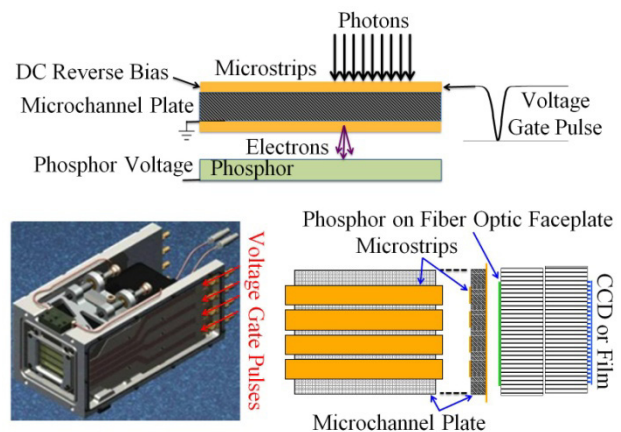 Photons
DC Reverse Bias
Microstrips
Microchannel Plate
Voltage
Gate Pulse
Electrons
Phosphor Voltage
Phosphor
Voltage Gate Pulses
Phosphor on Fiber Optic Faceplate
Microstrips
CCD or Film
Microchannel Plate